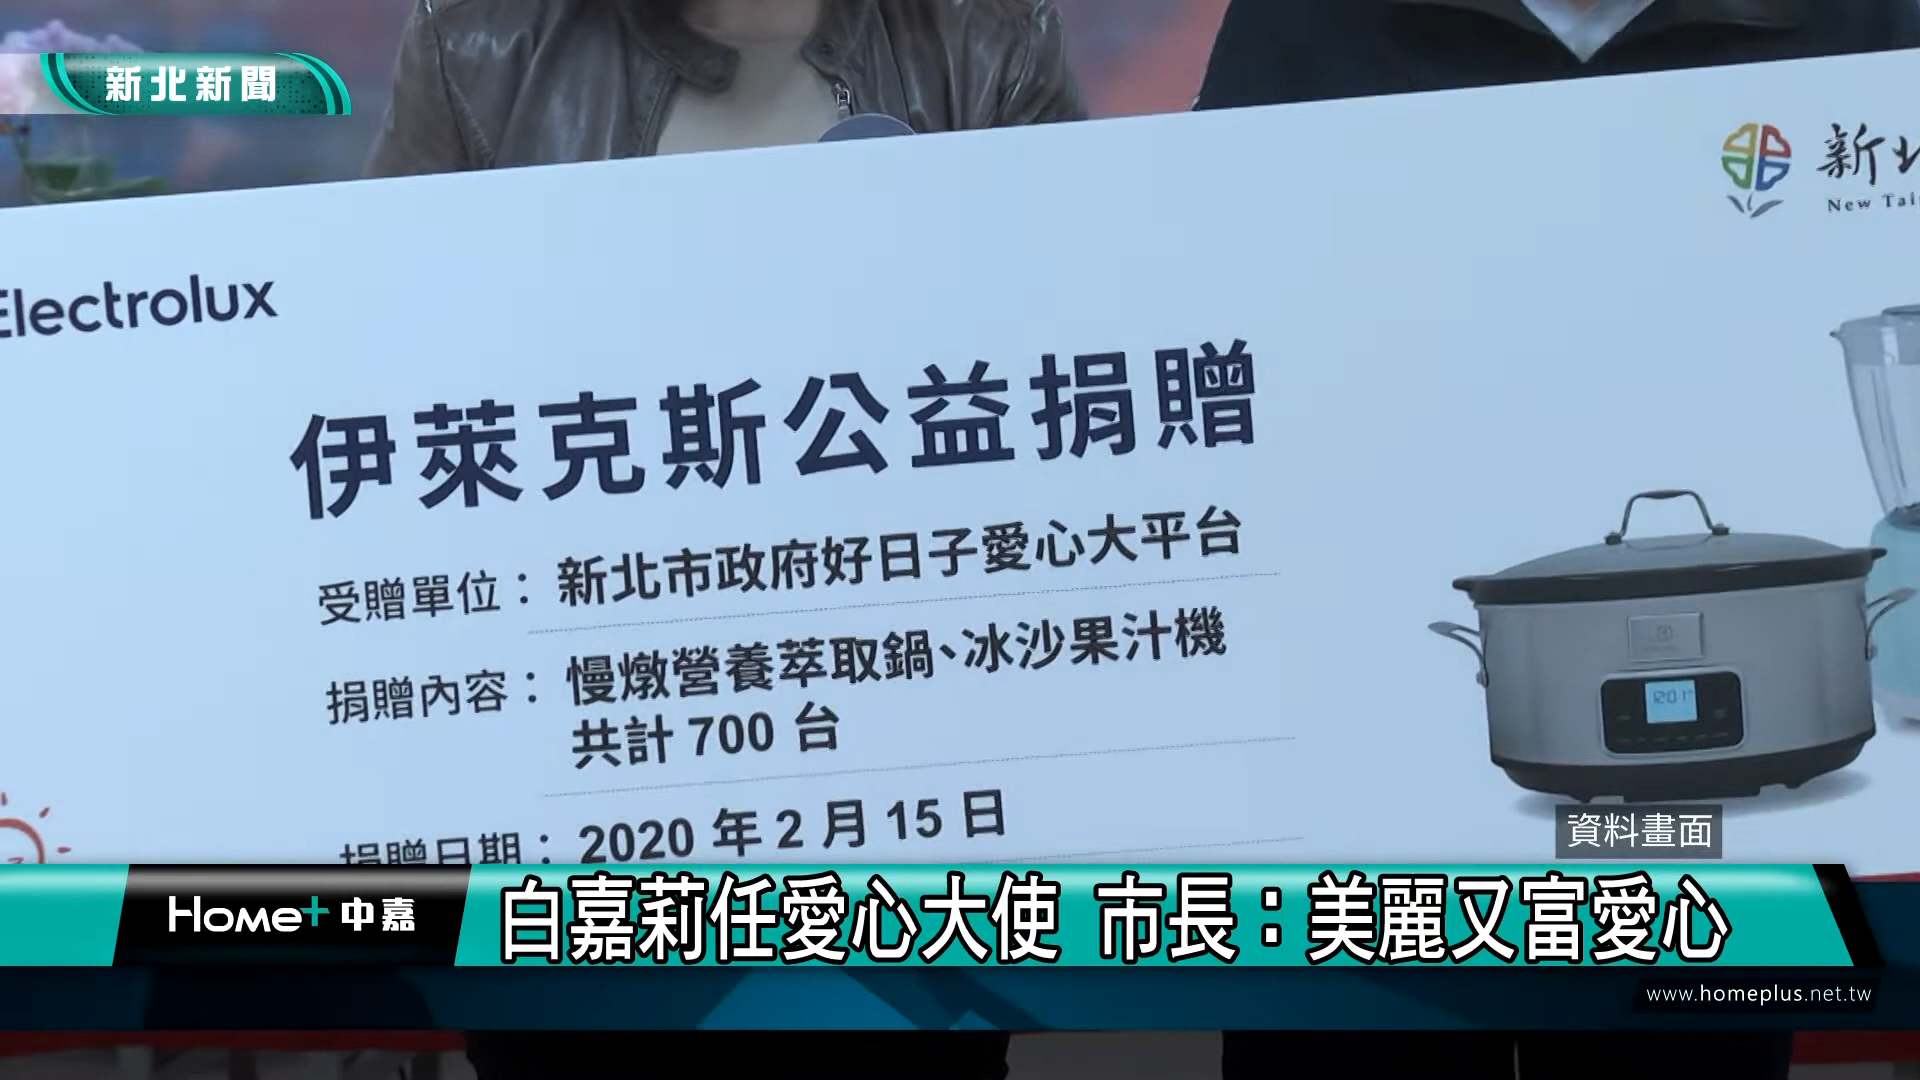 新北新聞
新北
New Tai
Electrolux
伊萊克斯公益捐贈
受贈單位：新北市政府好日子愛心大平台
捐贈內容：慢燉營養萃取鍋、冰沙果汁機
共計 700 台
捐贈日期：2020 年 2 月 15 日
資料畫面
Home+ 中嘉
白嘉莉任愛心大使 市長：美麗又富愛心
www.homeplus.net.tw